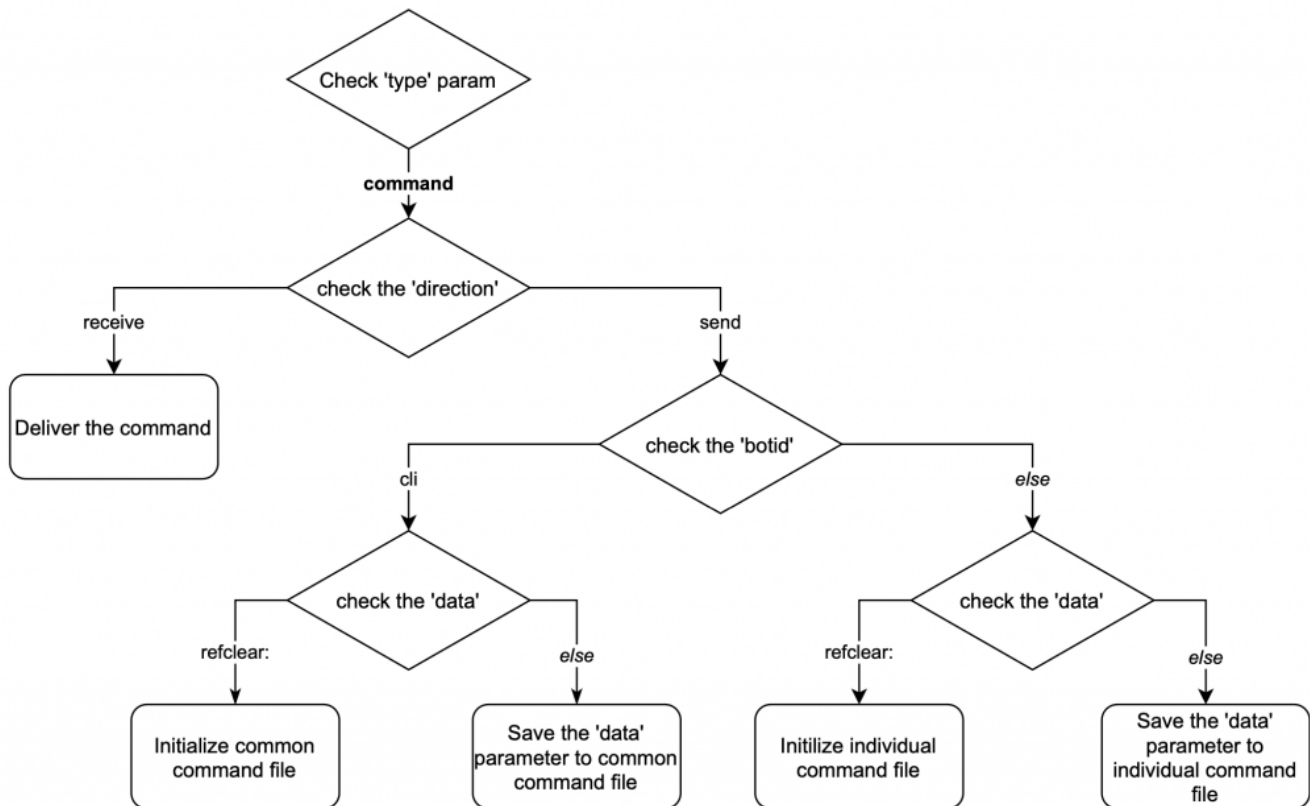 Check 'type' param
command
check the 'direction'
receive
send
Deliver the command
check the 'botid'
cli
else
check the 'data'
check the 'data'
refclear:
else
refclear:
else
Initialize common
command file
Save the 'data'
parameter to common
command file
Initilize individual
command file
Save the 'data'
parameter to
individual command
file